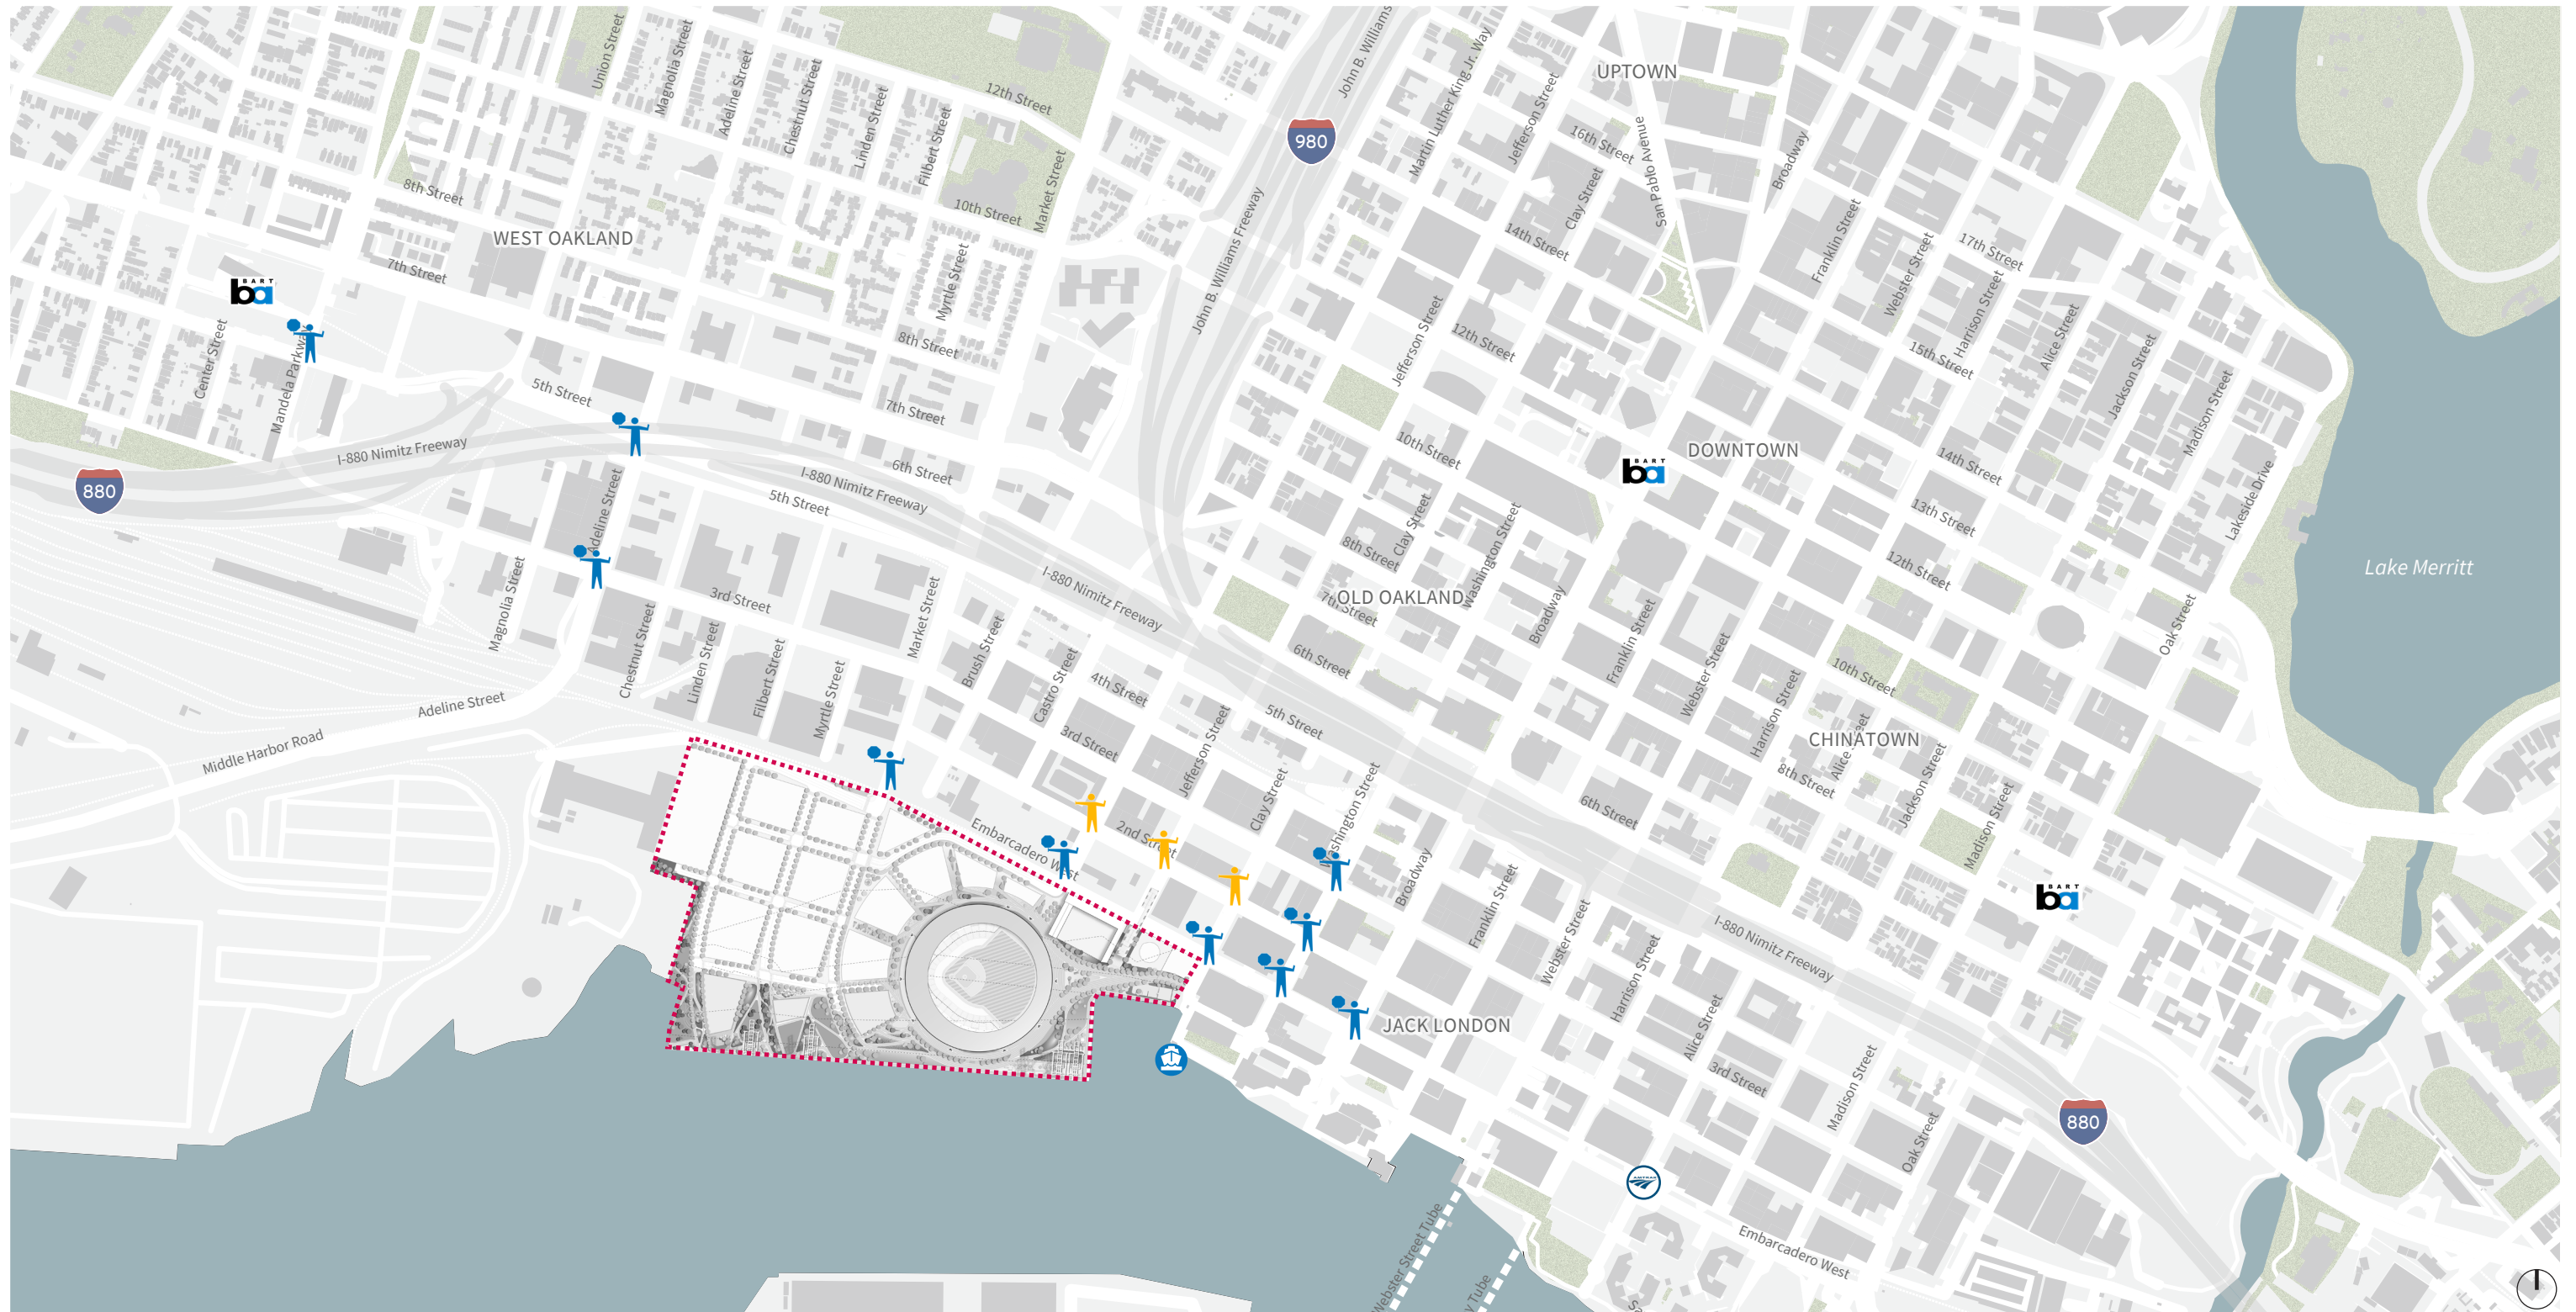 John B. Williams
Union Street
Magnolia Street
Adeline Street
Chestnut Street
Linden Street
Filbert Street
12th Street
Martin Luther King Jr. Way
UPTOWN
Jefferson Street
16th Street
San Pablo Avenue
Broadway
980
10th Street
Market Street
8th Street
WEST OAKLAND
7th Street
Myrtle Street
John B. Williams Freeway
Clay Street
14th Street
Franklin Street
Webster Street
17th Street
Harrison Street
BART
ba
Center Street
Mandela Parkway
8th Street
Jefferson Street
12th Street
15th Street
Alice Street
Jackson Street
Madison Street
5th Street
7th Street
I-880 Nimitz Freeway
6th Street
I-880 Nimitz Freeway
5th Street
10th Street
BART
ba
DOWNTOWN
14th Street
13th Street
Lakeside Drive
880
Adeline Street
Clay Street
8th Street
Washington Street
12th Street
Lake Merritt
Magnolia Street
3rd Street
Market Street
I-880 Nimitz Freeway
OLD OAKLAND
7th Street
Broadway
Franklin Street
Oak Street
Chestnut Street
Linden Street
Filbert Street
Myrtle Street
Brush Street
Castro Street
4th Street
6th Street
Webster Street
10th Street
Harrison Street
Adeline Street
Middle Harbor Road
3rd Street
Jefferson Street
5th Street
CHINATOWN
Alice Street
8th Street
Jackson Street
Clay Street
Washington Street
6th Street
Madison Street
2nd Street
Embarcadero West
Broadway
Franklin Street
Webster Street
BART
ba
I-880 Nimitz Freeway
Harrison Street
Alice Street
JACK LONDON
3rd Street
Madison Street
Oak Street
880
Embarcadero West
Webster Street Tube
Tube